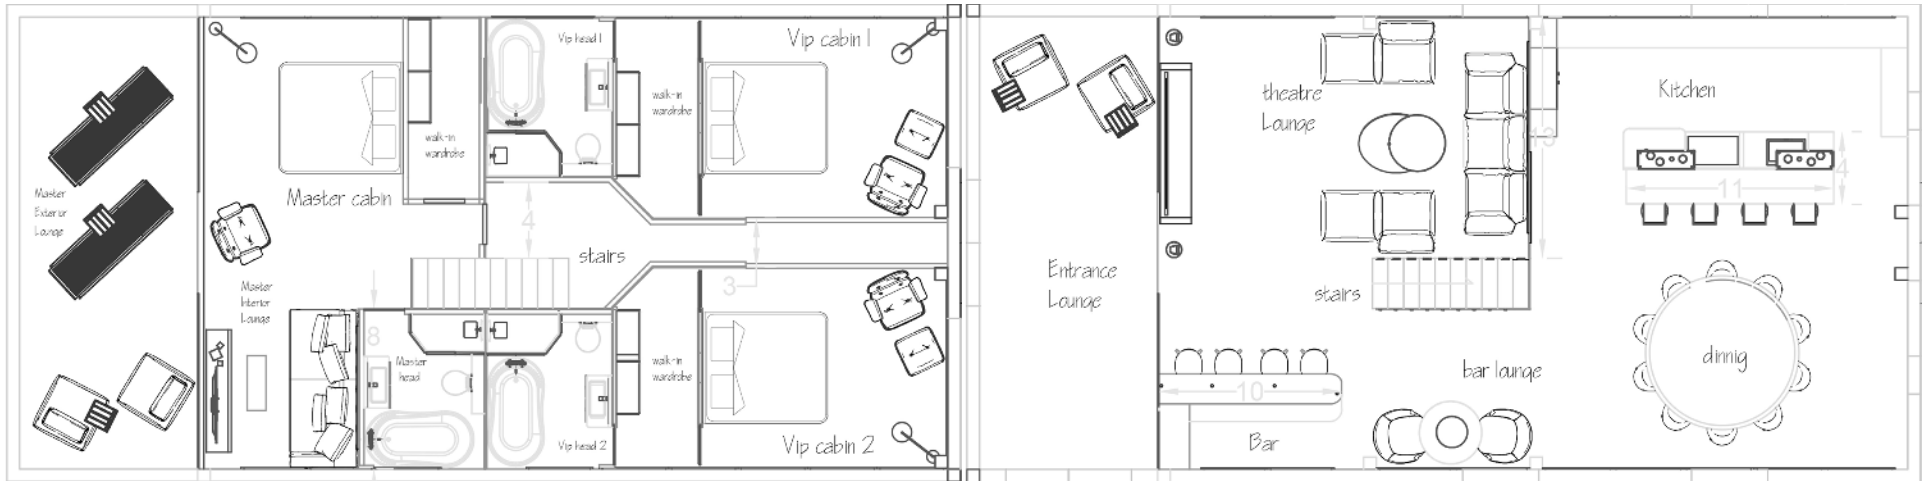 Vip head 1
Vip cabin 1
walk-in
wardrobe
walk-in
wardrobe
Master
Exterior
Lounge
Master cabin
4
stairs
3
Master
Interior
Lounge
8
Master
head
walk-in
wardrobe
Vip head 2
Vip cabin 2
theatre
Lounge
Kitchen
13
4
11
Entrance
Lounge
stairs
bar lounge
dinnig
10
Bar